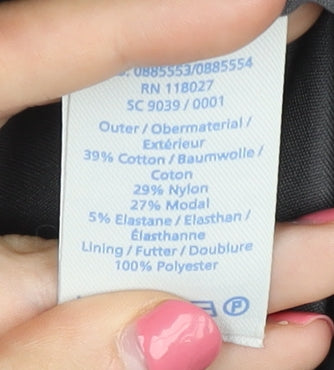 0885553/0885554
RN 118027
SC 9039 / 0001
Outer / Obermaterial /
Extérieur
39% Cotton / Baumwolle /
Coton
29% Nylon
27% Modal
5% Elastane / Elasthan /
Élasthanne
Lining / Futter / Doublure
100% Polyester
P